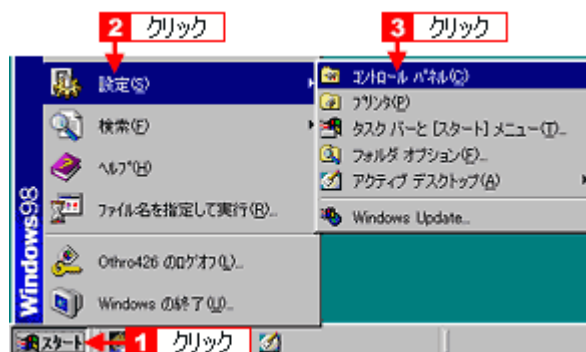 2 クリック
3 クリック
設定(S)
検索(F)
ヘルプ(H)
ファイル名を指定して実行(R)...
Othro426 のログオフ(L)...
Windows の終了(U)...
Windows98
コントロール パネル(C)
プリンタ(P)
タスク バーと [スタート] メニュー(T)...
フォルダ オプション(F)...
アクティブ デスクトップ(A)
Windows Update...
スタート
1 クリック